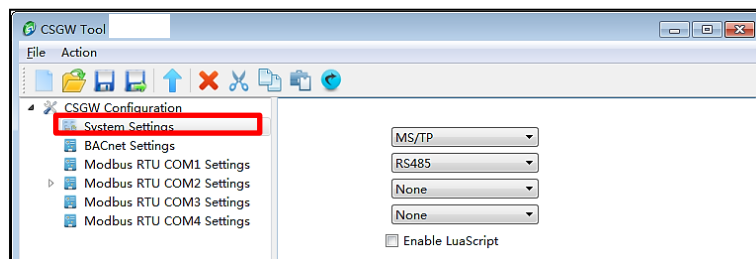 CSGW Tool
File Action
CSGW Configuration
System Settings
BACnet Settings
Modbus RTU COM1 Settings
Modbus RTU COM2 Settings
Modbus RTU COM3 Settings
Modbus RTU COM4 Settings
MS/TP
RS485
None
None
Enable LuaScript